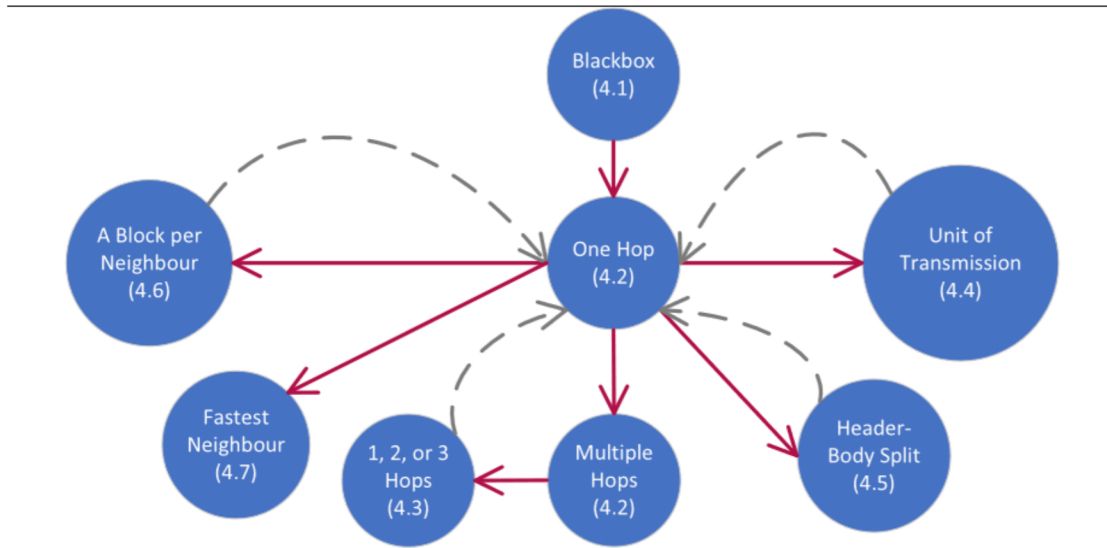 Blackbox
(4.1)
A Block per
Neighbour
(4.6)
One Hop
(4.2)
Unit of
Transmission
(4.4)
Fastest
Neighbour
(4.7)
1, 2, or 3
Hops
(4.3)
Multiple
Hops
(4.2)
Header-
Body Split
(4.5)